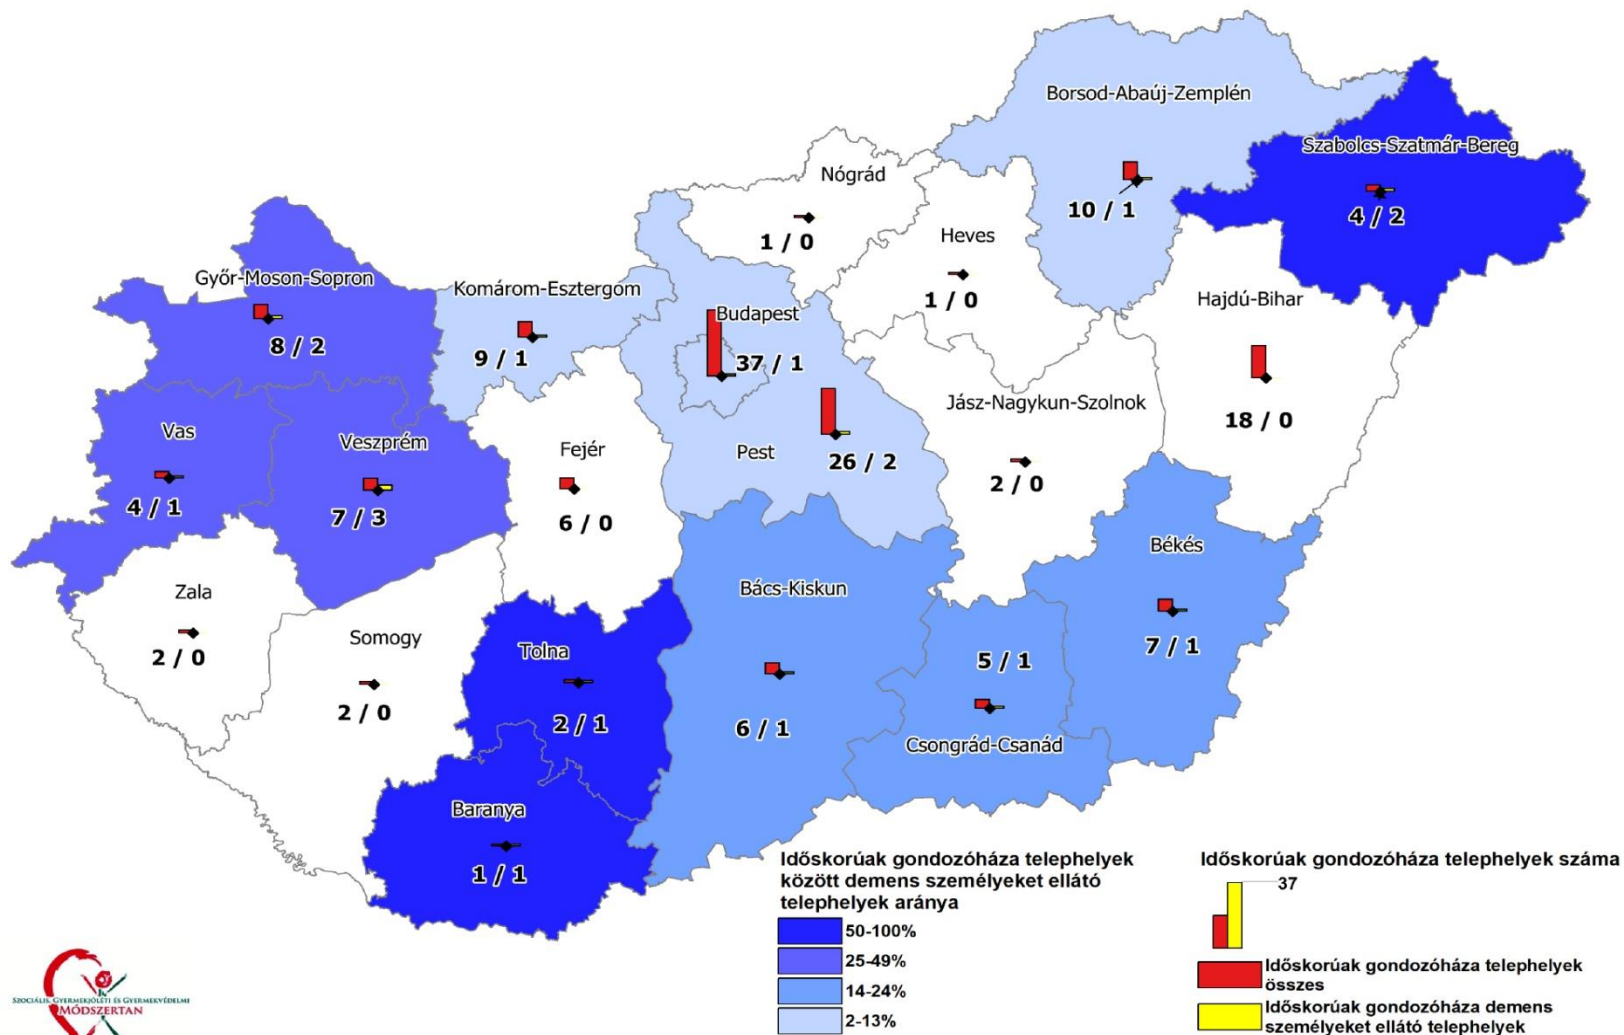 Borsod-Abaúj-Zemplén
10 / 1
Szabolcs-Szatmár-Bereg
4 / 2
Nógrád
1 / 0
Heves
1 / 0
Győr-Moson-Sopron
8 / 2
Komárom-Esztergom
9 / 1
Budapest
37 / 1
Hajdú-Bihar
18 / 0
Vas
4 / 1
Veszprém
7 / 3
Fejér
6 / 0
Pest
26 / 2
Jász-Nagykun-Szolnok
2 / 0
Békés
7 / 1
Zala
2 / 0
Somogy
2 / 0
Tolna
2 / 1
Bács-Kiskun
6 / 1
5 / 1
Csongrád-Csanád
Baranya
1 / 1
Időskorúak gondozóháza telephelyek
között demens személyeket ellátó
telephelyek aránya
50-100%
25-49%
14-24%
2-13%
Időskorúak gondozóháza telephelyek száma
37
Időskorúak gondozóháza telephelyek
összes
Időskorúak gondozóháza demens
személyeket ellátó telephelyek
SZOCIÁLIS, GYERMEKJÓLÉTI ÉS GYERMEKVÉDELMI
MÓDSZERTAN